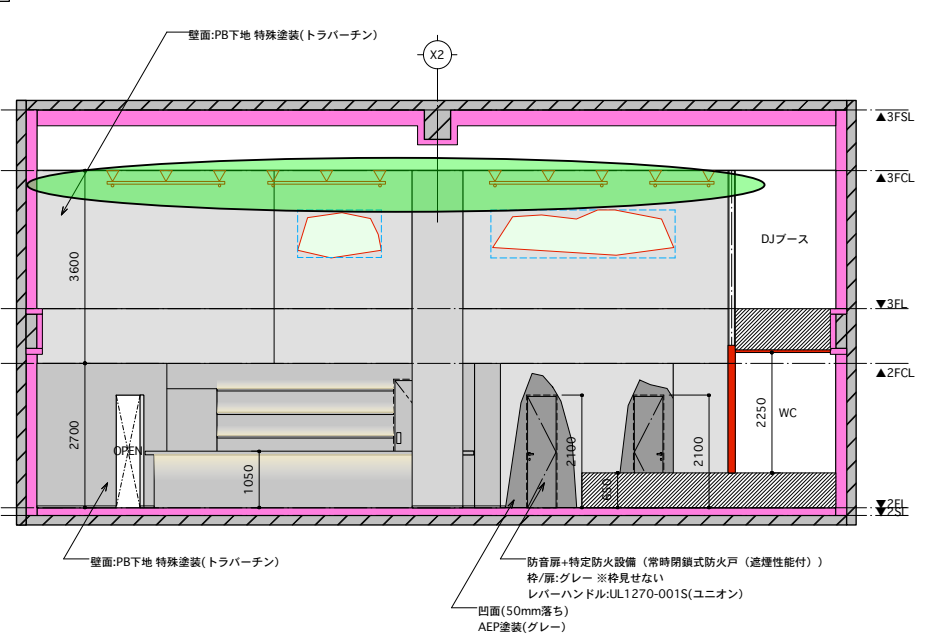 壁面:PB下地 特殊塗装(トラバーチン)
X2
▲3FSL
▲3FCL
DJブース
3600
▼3FL
▲2FCL
2250
WC
2700
OPEN
2100
2100
1050
650
▼2FL
▼2SL
壁面:PB下地 特殊塗装(トラバーチン)
防音扉+特定防火設備(常時閉鎖式防火戸(遮煙性能付))
枠/扉:グレー ※枠見せない
レバーハンドル:UL1270-001S(ユニオン)
凹面(50mm落ち)
AEP塗装(グレー)